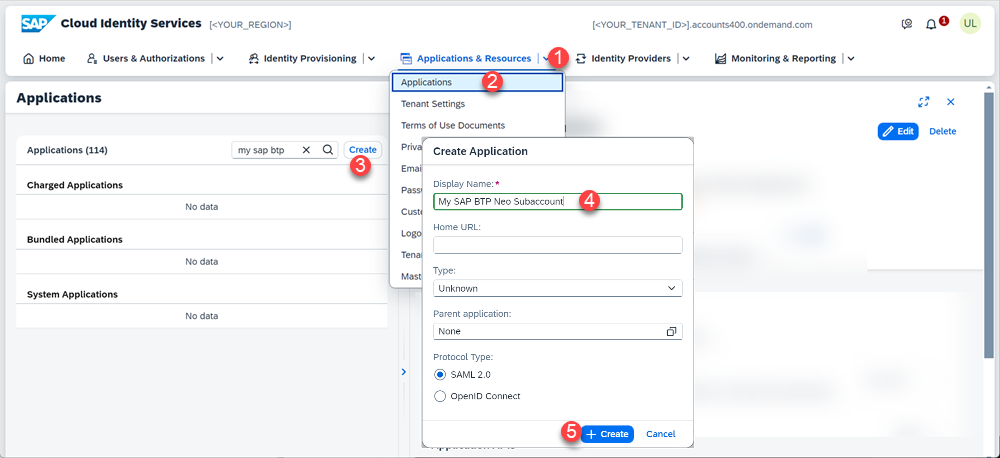 SAP Cloud Identity Services [<YOUR_REGION>] [<YOUR_TENANT_ID>].accounts400.ondemand.com 1 UL
Home Users & Authorizations Identity Provisioning Applications & Resources 1 Identity Providers Monitoring & Reporting
Applications
Applications 2
Tenant Settings
Terms of Use Documents
Edit Delete
Applications (114) my sap btp Create
3
Charged Applications
No data
Bundled Applications
No data
System Applications
No data
Priva
Email
Passw
Custo
Logo
Tena
Maste
Create Application
Display Name: *
My SAP BTP Neo Subaccount 4
Home URL:
Type:
Unknown
Parent application:
None
Protocol Type:
SAML 2.0
OpenID Connect
5 + Create Cancel